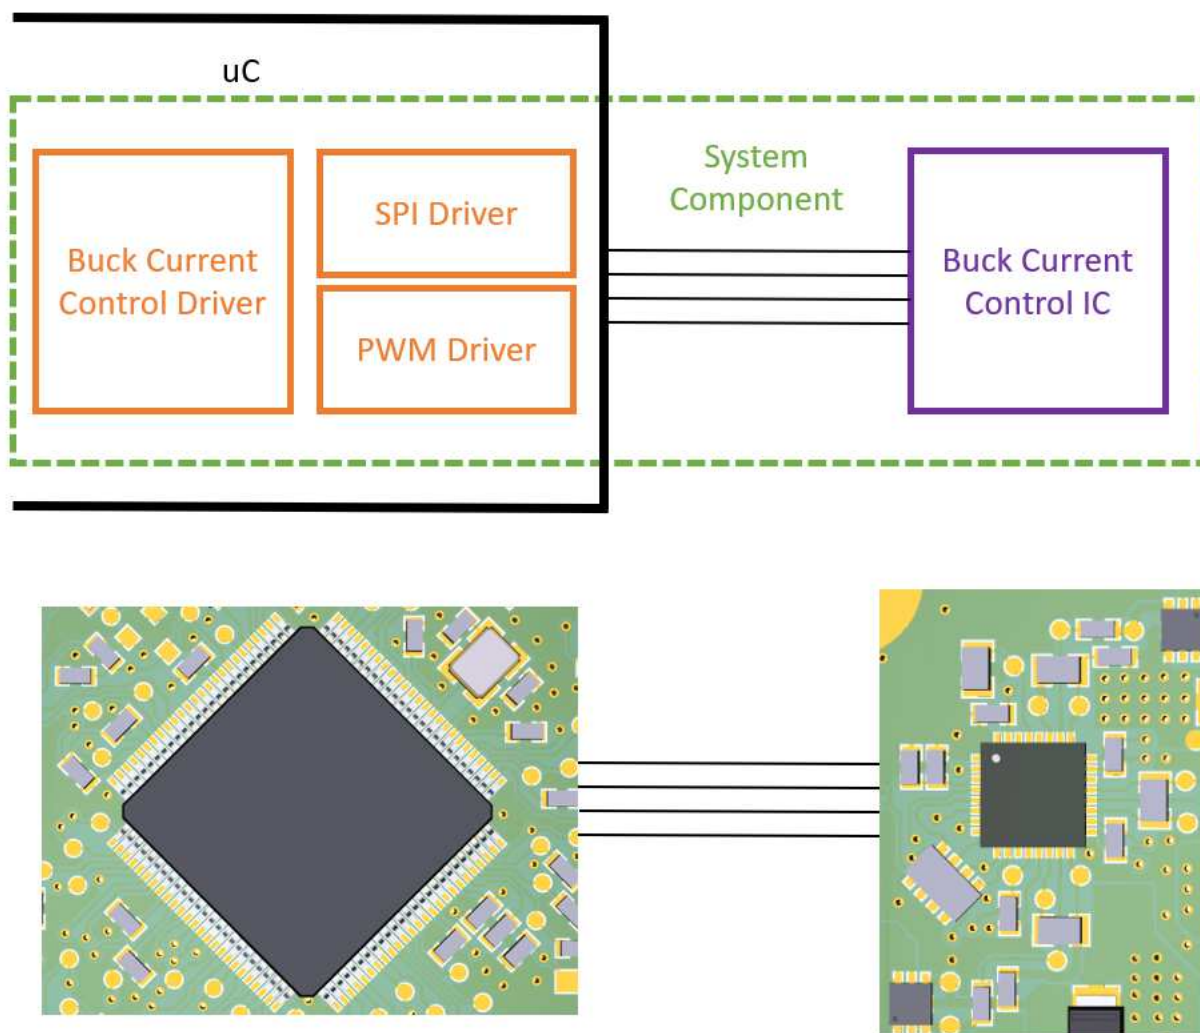 uC
System
Component
SPI Driver
Buck Current
Control Driver
PWM Driver
Buck Current
Control IC